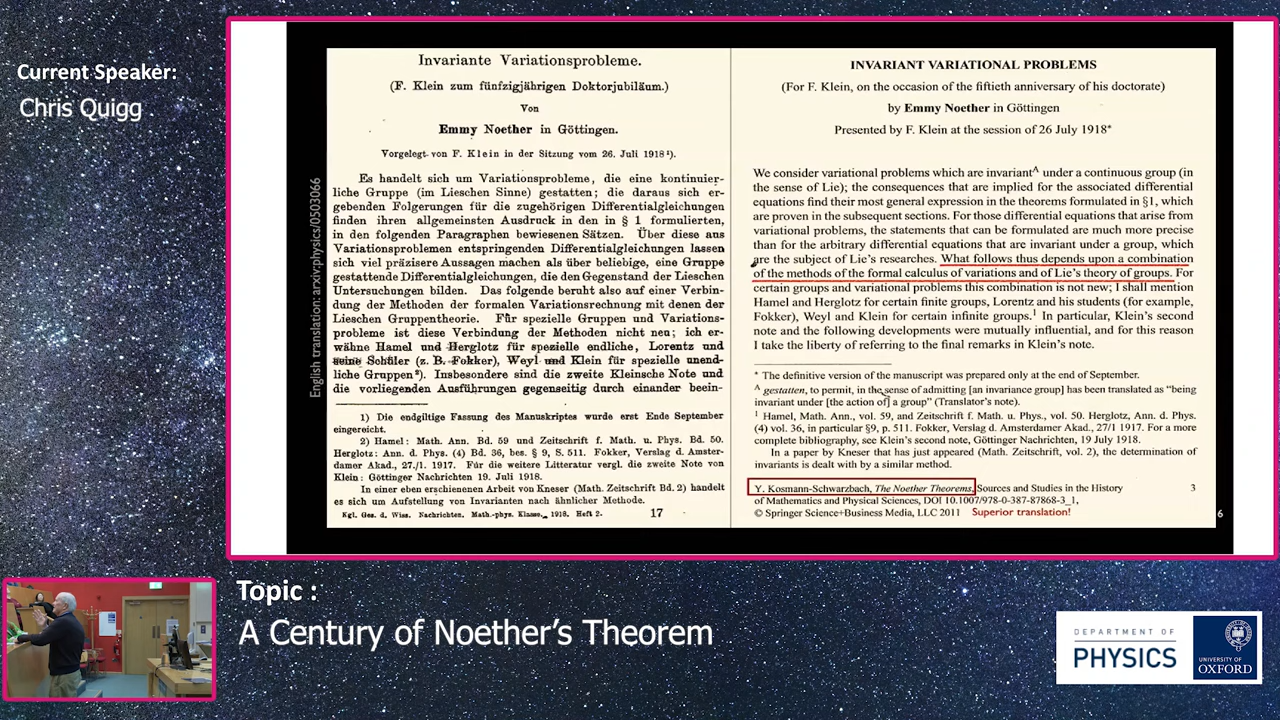 Current Speaker:
Chris Quigg
English translation: arxiv:physics/0503066
Invariante Variationsprobleme.
(F. Klein zum fünfzigjährigen Doktorjubiläum.)
Von
Emmy Noether in Göttingen.
Vorgelegt von F. Klein in der Sitzung vom 26. Juli 1918¹).
Es handelt sich um Variationsprobleme, die eine kontinuier-
liche Gruppe (im Lieschen Sinne) gestatten; die daraus sich er-
gebenden Folgerungen für die zugehörigen Differentialgleichungen
finden ihren allgemeinsten Ausdruck in den in § 1 formulierten,
in den folgenden Paragraphen bewiesenen Sätzen. Über diese aus
Variationsproblemen entspringenden Differentialgleichungen lassen
sich viel präzisere Aussagen machen als über beliebige, eine Gruppe
gestattende Differentialgleichungen, die den Gegenstand der Lieschen
Untersuchungen bilden. Das folgende beruht also auf einer Verbin-
dung der Methoden der formalen Variationsrechnung mit denen der
Lieschen Gruppentheorie. Für spezielle Gruppen und Variations-
probleme ist diese Verbindung der Methoden nicht neu; ich er-
wähne Hamel und Herglotz für spezielle endliche, Lorentz und
seine Schüler (z. B. Fokker), Weyl und Klein für spezielle unend-
liche Gruppen²). Insbesondere sind die zweite Kleinsche Note und
die vorliegenden Ausführungen gegenseitig durch einander beein-
1) Die endgiltige Fassung des Manuskriptes wurde erst Ende September
eingereicht.
2) Hamel: Math. Ann. Bd. 59 und Zeitschrift f. Math. u. Phys. Bd. 50.
Herglotz: Ann. d. Phys. (4) Bd. 36, bes. § 9, S. 511. Fokker, Verslag d. Amster-
damer Akad., 27./1. 1917. Für die weitere Litteratur vergl. die zweite Note von
Klein: Göttinger Nachrichten 19. Juli 1918.
In einer eben erschienenen Arbeit von Kneser (Math. Zeitschrift Bd. 2) handelt
es sich um Aufstellung von Invarianten nach ähnlicher Methode.
Kgl. Ges. d. Wiss. Nachrichten. Math.-phys. Klasse. 1918. Heft 2. 17
INVARIANT VARIATIONAL PROBLEMS
(For F. Klein, on the occasion of the fiftieth anniversary of his doctorate)
by Emmy Noether in Göttingen
Presented by F. Klein at the session of 26 July 1918*
We consider variational problems which are invariant^A under a continuous group (in
the sense of Lie); the consequences that are implied for the associated differential
equations find their most general expression in the theorems formulated in §1, which
are proven in the subsequent sections. For those differential equations that arise from
variational problems, the statements that can be formulated are much more precise
than for the arbitrary differential equations that are invariant under a group, which
are the subject of Lie's researches. What follows thus depends upon a combination
of the methods of the formal calculus of variations and of Lie's theory of groups. For
certain groups and variational problems this combination is not new; I shall mention
Hamel and Herglotz for certain finite groups, Lorentz and his students (for example,
Fokker), Weyl and Klein for certain infinite groups.¹ In particular, Klein's second
note and the following developments were mutually influential, and for this reason
I take the liberty of referring to the final remarks in Klein's note.
* The definitive version of the manuscript was prepared only at the end of September.
^A gestatten, to permit, in the sense of admitting [an invariance group] has been translated as "being
invariant under [the action of] a group" (Translator's note).
¹ Hamel, Math. Ann., vol. 59, and Zeitschrift f. Math. u. Phys., vol. 50. Herglotz, Ann. d. Phys.
(4) vol. 36, in particular §9, p. 511. Fokker, Verslag d. Amsterdamer Akad., 27/1 1917. For a more
complete bibliography, see Klein's second note, Göttinger Nachrichten, 19 July 1918.
In a paper by Kneser that has just appeared (Math. Zeitschrift, vol. 2), the determination of
invariants is dealt with by a similar method.
Y. Kosmann-Schwarzbach, The Noether Theorems, Sources and Studies in the History 3
of Mathematics and Physical Sciences, DOI 10.1007/978-0-387-87868-3_1,
© Springer Science+Business Media, LLC 2011 Superior translation!
6
Topic :
A Century of Noether's Theorem
DEPARTMENT OF
PHYSICS
UNIVERSITY OF
OXFORD